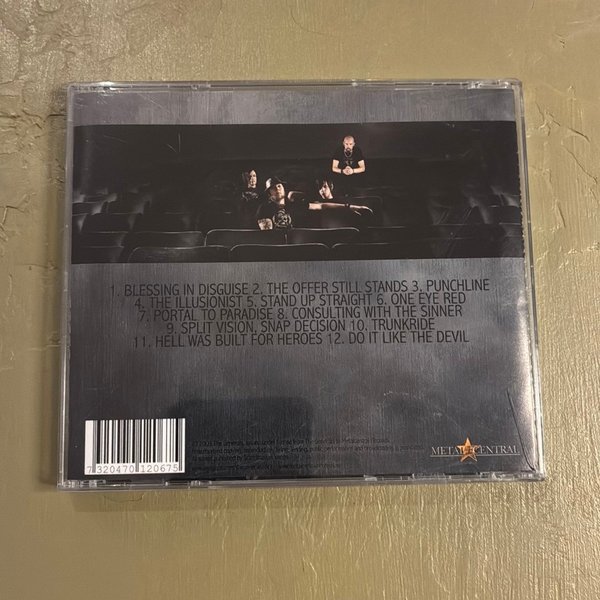 1. BLESSING IN DISGUISE 2. THE OFFER STILL STANDS 3. PUNCHLINE
4. THE ILLUSIONIST 5. STAND UP STRAIGHT 6. ONE EYE RED
7. PORTAL TO PARADISE 8. CONSULTING WITH THE SINNER
9. SPLIT VISION, SNAP DECISION 10. TRUNKRIDE
11. HELL WAS BUILT FOR HEROES 12. DO IT LIKE THE DEVIL
7 320470 120675
METAL CENTRAL